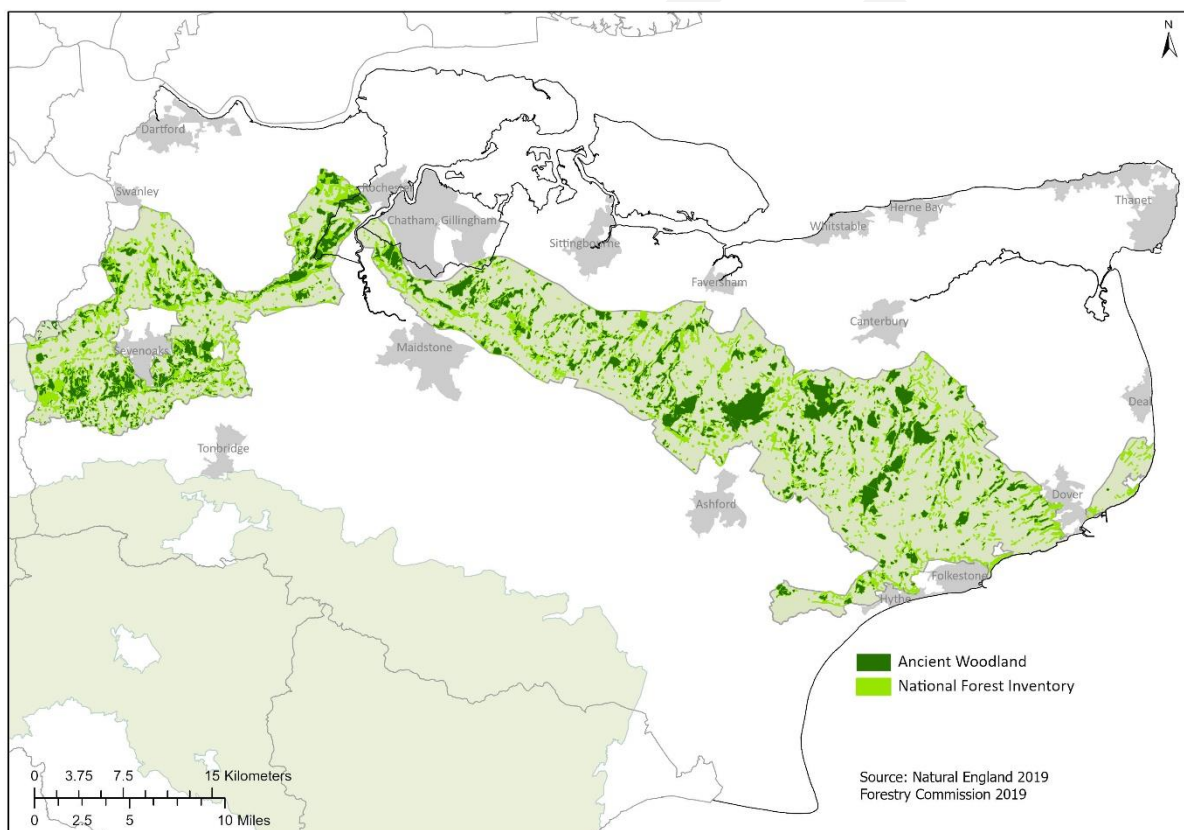 N
Dartford
Swanley
Rochester
Chatham, Gillingham
Sittingbourne
Whitstable
Herne Bay
Thanet
Faversham
Canterbury
Sevenoaks
Maidstone
Deal
Tonbridge
Ashford
Dover
Folkestone
Hythe
Ancient Woodland
National Forest Inventory
0 3.75 7.5 15 Kilometers
0 2.5 5 10 Miles
Source: Natural England 2019
Forestry Commission 2019